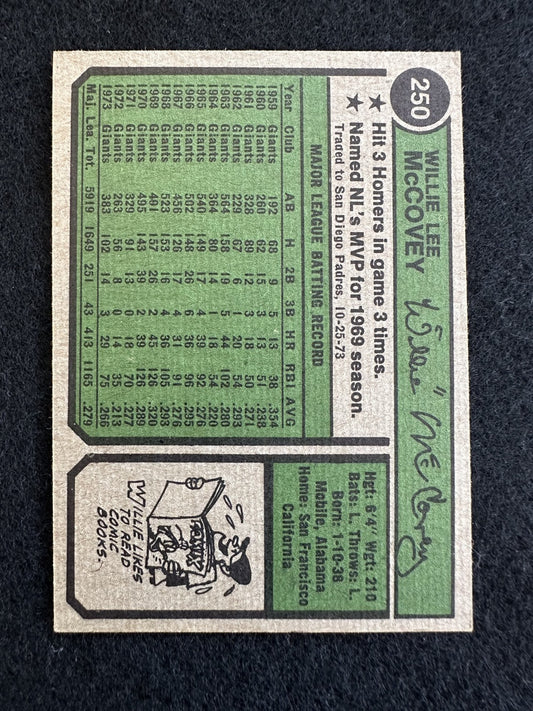 250
WILLIE LEE
McCOVEY
Willie McCovey
★ Hit 3 Homers in game 3 times.
★ Named NL's MVP for 1969 season.
Traded to San Diego Padres, 10-25-73
MAJOR LEAGUE BATTING RECORD
Year Club AB H 2B 3B HR RBI AVG
1959 Giants 192 68 9 5 13 38 .354
1960 Giants 260 62 15 3 13 51 .238
1961 Giants 328 89 12 3 18 50 .271
1962 Giants 229 67 6 1 20 54 .293
1963 Giants 564 158 19 5 44 102 .280
1964 Giants 364 80 14 1 18 54
1965 Giants 540 149 17 4 39 92 .276
1966 Giants 502 148 26 6 36 96 .296
1967 Giants 456 126 17 4 31 91 .276
1968 Giants 523 153 16 4 36 105 .293
1969 Giants 491 157 26 2 45 126 .320
1970 Giants 495 143 39 2 39 126 .289
1971 Giants 329 91 13 0 18 70 .277
1972 Giants 263 56 8 0 14 35 .213
1973 Giants 383 102 14 3 29 75 .266
Maj. Lea Tot 5919 1649 251 43 413 1165 .279
Hgt: 6'4" Wgt: 210
Bats: L. Throws: L.
Born: 1-10-38
Mobile, Alabama
Home: San Francisco
California
WILLIE LIKES
TO READ
COMIC
BOOKS.